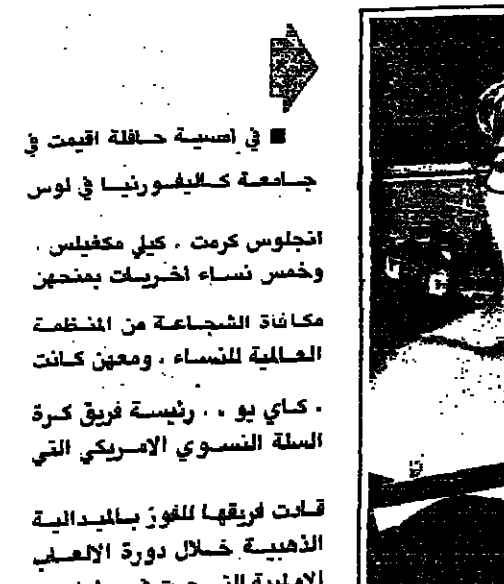 ■ في امسية حافلة اقيمت في
جامعة كاليفورنيا في لوس
انجلوس كرمت . كيلي مكغيلس .
وخمس نساء اخريات بمنحهن
مكافاة الشجاعة من المنظمة
العالمية للنساء . ومعهن كانت
. كاي يو . . رئيسة فريق كرة
السلة النسوي الامريكي التي
قادت فريقها للفوز بالميدالية
الذهبية خلال دورة الالعاب